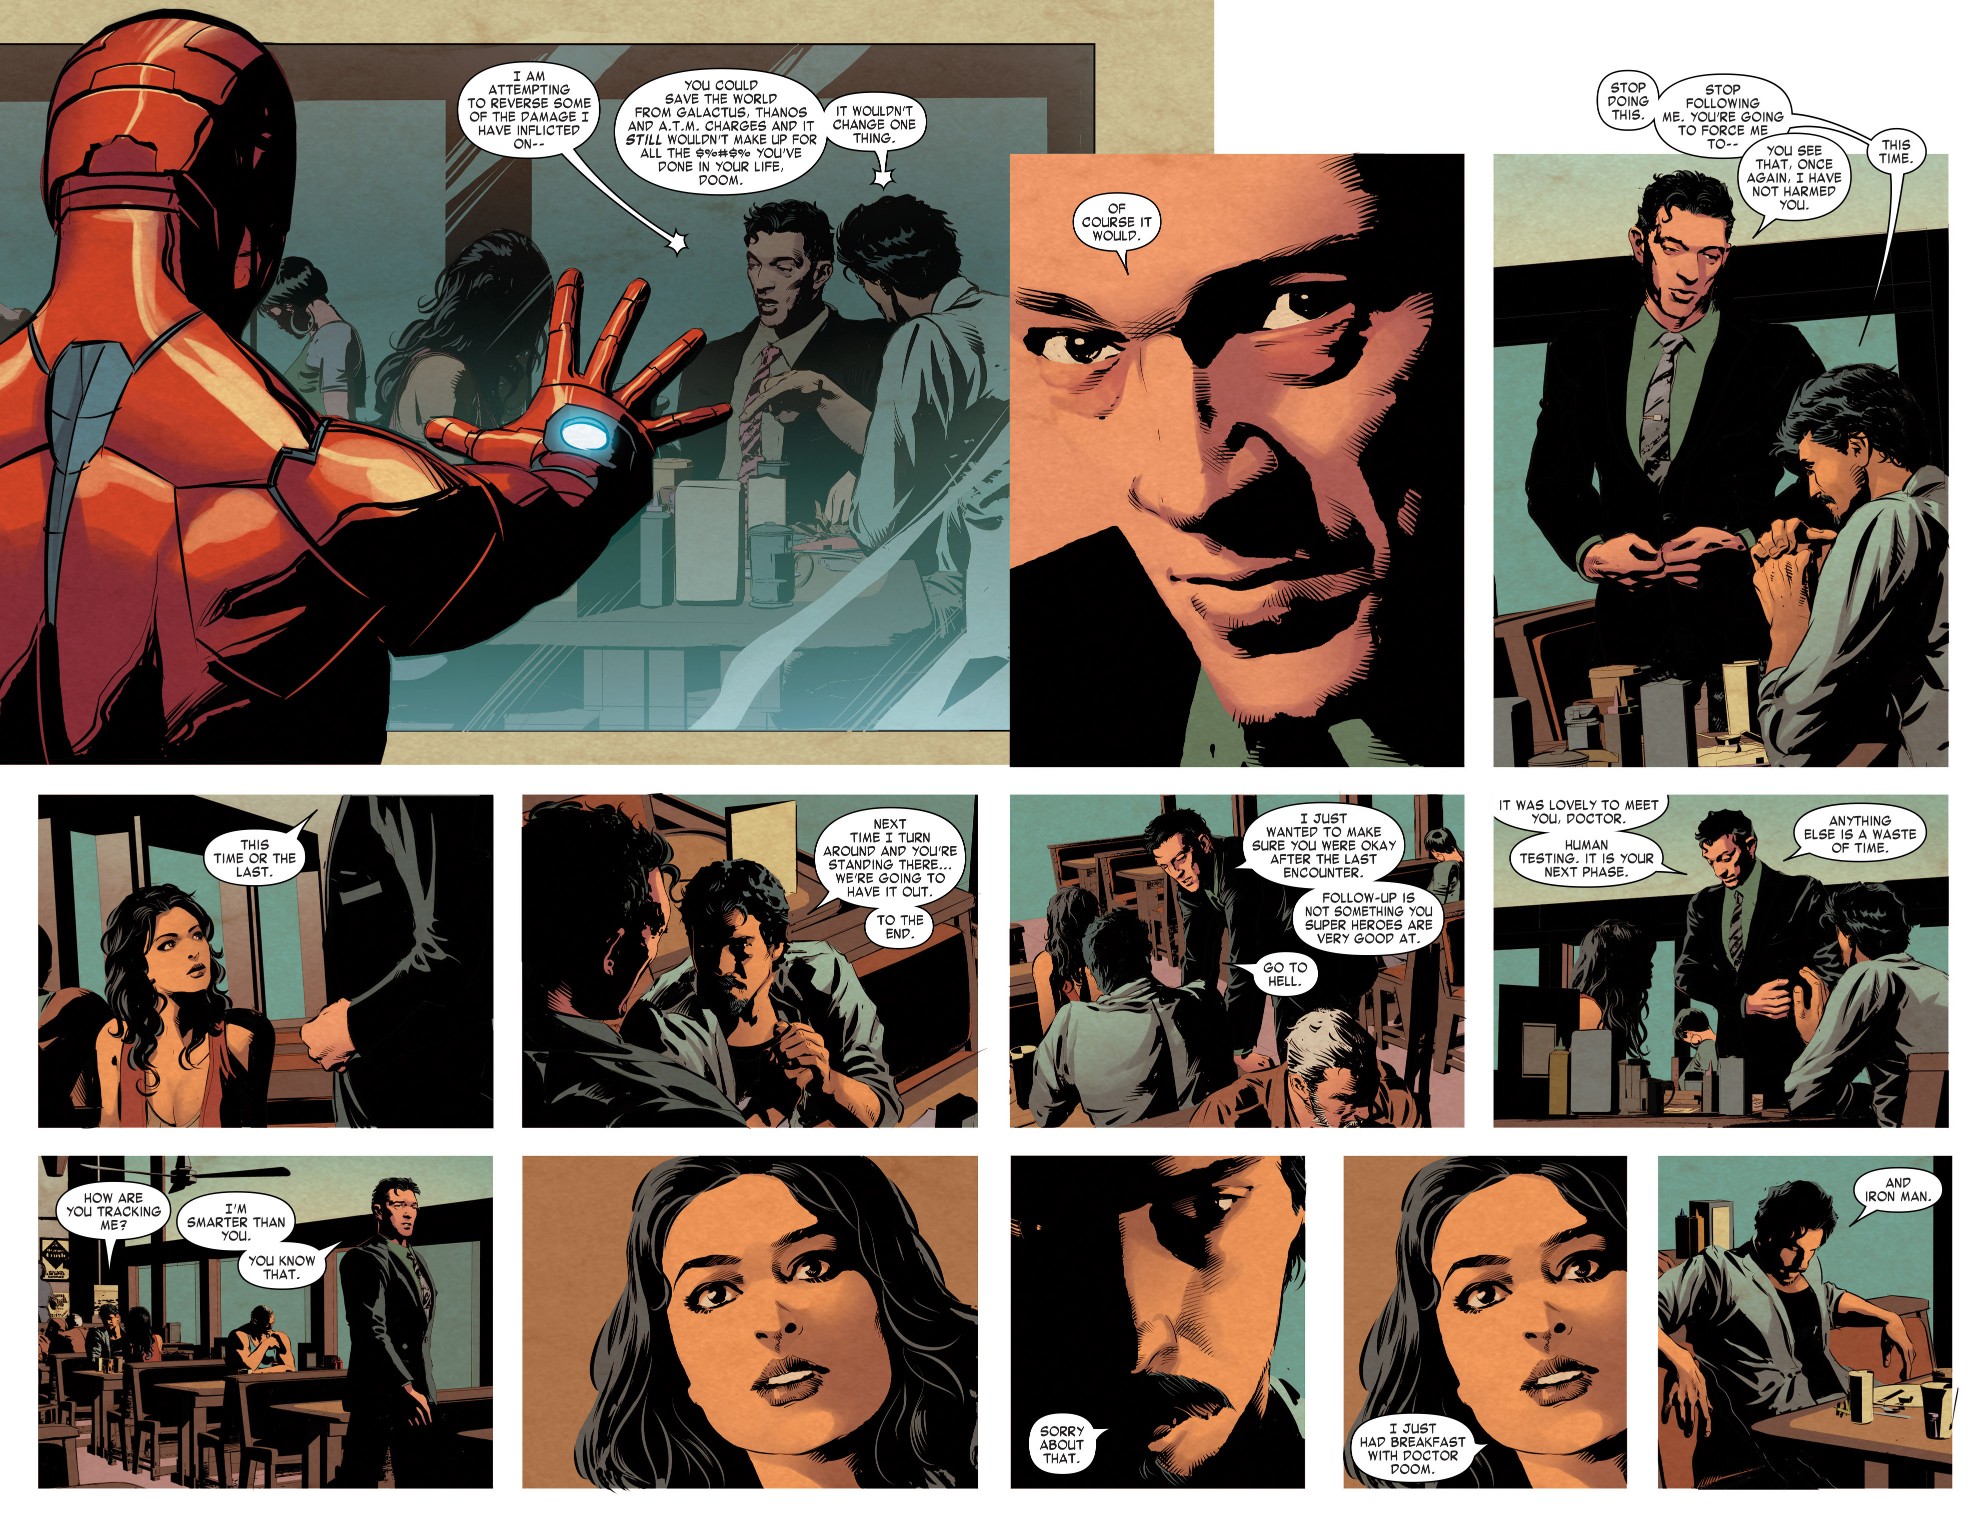 I AM
ATTEMPTING
TO REVERSE SOME
OF THE DAMAGE I
HAVE INFLICTED
ON--
YOU COULD
SAVE THE WORLD
FROM GALACTUS, THANOS
AND A.T.M. CHARGES AND IT
STILL WOULDN'T MAKE UP FOR
ALL THE $%#$% YOU'VE
DONE IN YOUR LIFE,
DOOM.
IT WOULDN'T
CHANGE ONE
THING.
OF
COURSE IT
WOULD.
STOP
DOING
THIS.
STOP
FOLLOWING
ME. YOU'RE GOING
TO FORCE ME
TO--
YOU SEE
THAT, ONCE
AGAIN, I HAVE
NOT HARMED
YOU.
THIS
TIME.
THIS
TIME OR THE
LAST.
NEXT
TIME I TURN
AROUND AND YOU'RE
STANDING THERE...
WE'RE GOING TO
HAVE IT OUT.
TO THE
END.
I JUST
WANTED TO MAKE
SURE YOU WERE OKAY
AFTER THE LAST
ENCOUNTER.
FOLLOW-UP IS
NOT SOMETHING YOU
SUPER HEROES ARE
VERY GOOD AT.
GO TO
HELL.
IT WAS LOVELY TO MEET
YOU, DOCTOR.
HUMAN
TESTING. IT IS YOUR
NEXT PHASE.
ANYTHING
ELSE IS A WASTE
OF TIME.
HOW ARE
YOU TRACKING
ME?
I'M
SMARTER THAN
YOU.
YOU KNOW
THAT.
SORRY
ABOUT
THAT.
I JUST
HAD BREAKFAST
WITH DOCTOR
DOOM.
AND
IRON MAN.